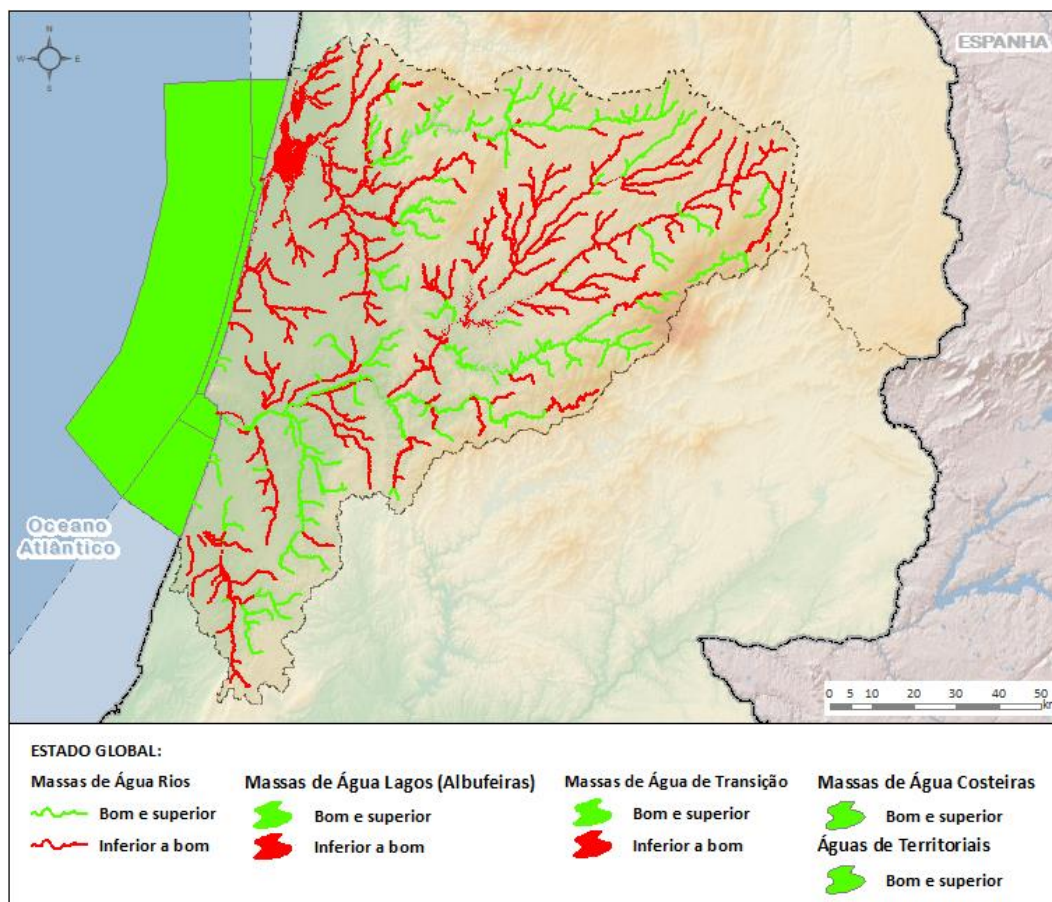 N
W
E
S
ESPANHA
Oceano
Atlântico
0 5 10 20 30 40 50
km
ESTADO GLOBAL:
Massas de Água Rios
Bom e superior
Inferior a bom
Massas de Água Lagos (Albufeiras)
Bom e superior
Inferior a bom
Massas de Água de Transição
Bom e superior
Inferior a bom
Massas de Água Costeiras
Bom e superior
Águas de Territoriais
Bom e superior